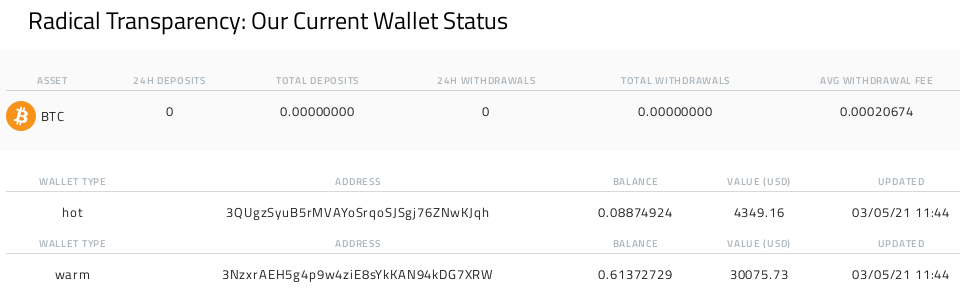 Radical Transparency: Our Current Wallet Status
ASSET 24H DEPOSITS TOTAL DEPOSITS 24H WITHDRAWALS TOTAL WITHDRAWALS AVG WITHDRAWAL FEE
BTC 0 0.00000000 0 0.00000000 0.00020674
WALLET TYPE ADDRESS BALANCE VALUE (USD) UPDATED
hot 3QUgzSyuB5rMVAYoSrqoSJSgj76ZNwKJqh 0.08874924 4349.16 03/05/21 11:44
WALLET TYPE ADDRESS BALANCE VALUE (USD) UPDATED
warm 3NzxrAEH5g4p9w4ziE8sYkKAN94kDG7XRW 0.61372729 30075.73 03/05/21 11:44